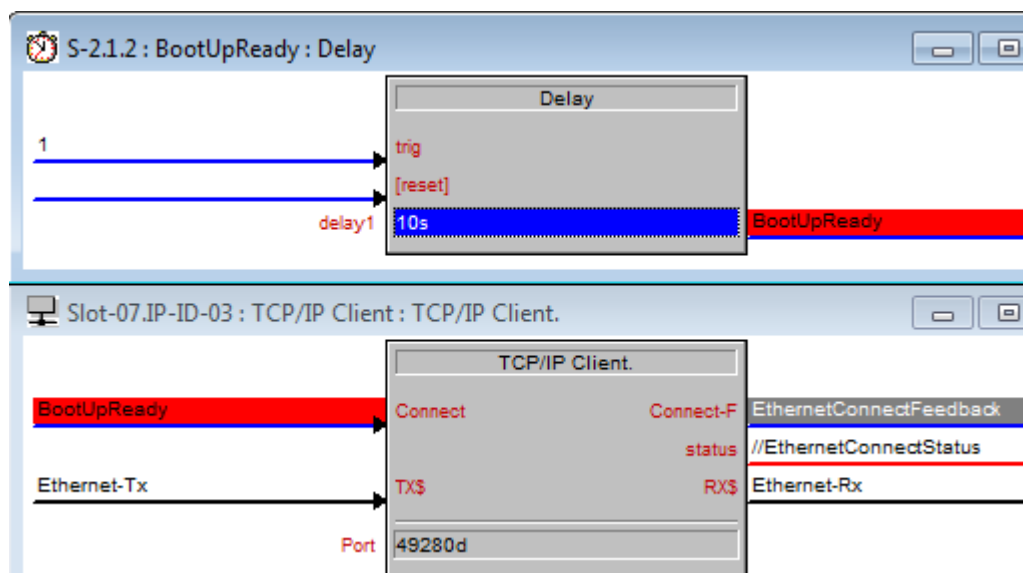 S-2.1.2 : BootUpReady : Delay
Delay
1
trig
[reset]
delay1 10s BootUpReady
Slot-07.IP-ID-03 : TCP/IP Client : TCP/IP Client.
TCP/IP Client.
BootUpReady Connect Connect-F EthernetConnectFeedback
status //EthernetConnectStatus
Ethernet-Tx TX$ RX$ Ethernet-Rx
Port 49280d